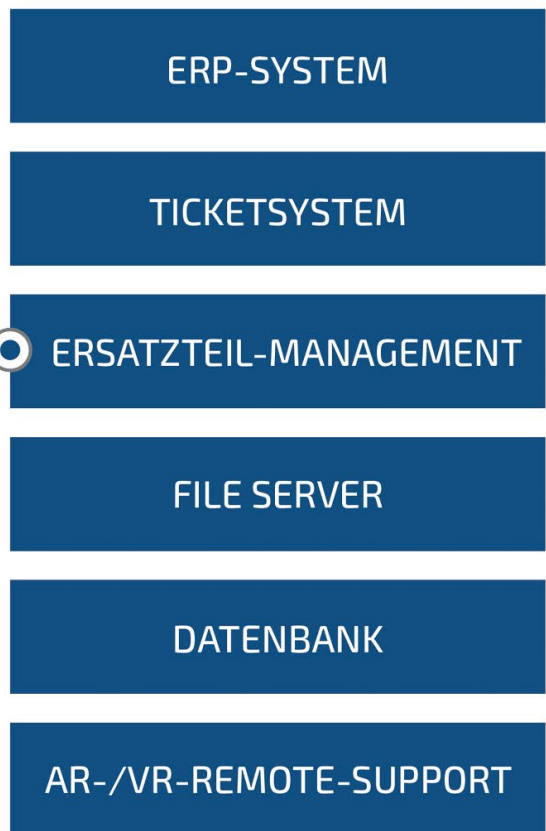 ERP-SYSTEM
TICKETSYSTEM
ERSATZTEIL-MANAGEMENT
FILE SERVER
DATENBANK
AR-/VR-REMOTE-SUPPORT